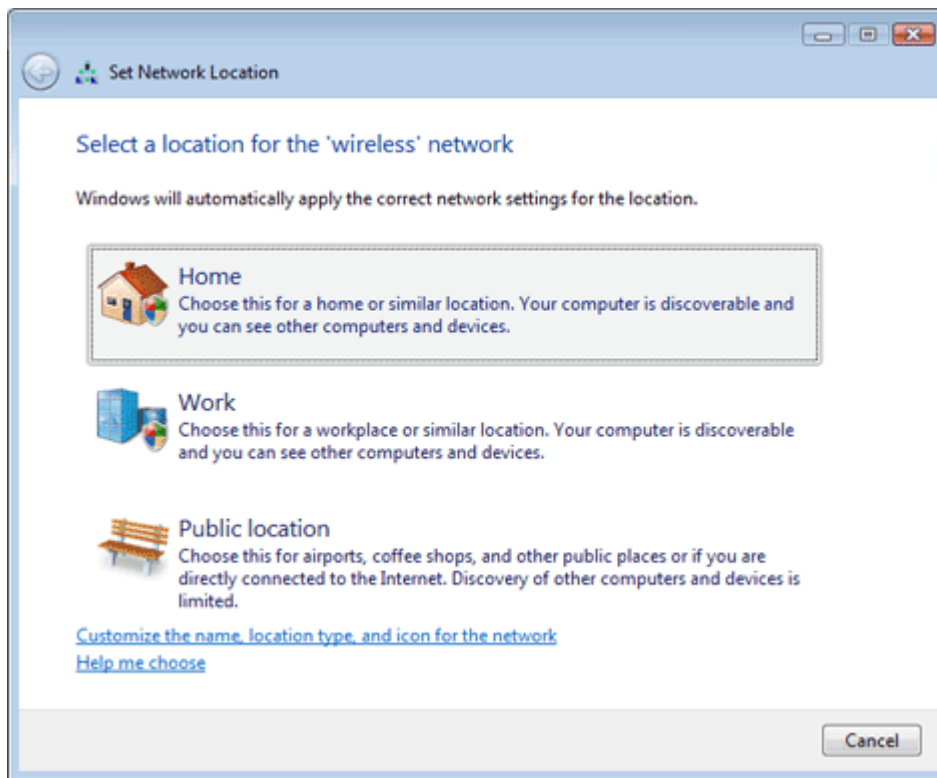 Set Network Location
Select a location for the 'wireless' network
Windows will automatically apply the correct network settings for the location.
Home
Choose this for a home or similar location. Your computer is discoverable and
you can see other computers and devices.
Work
Choose this for a workplace or similar location. Your computer is discoverable
and you can see other computers and devices.
Public location
Choose this for airports, coffee shops, and other public places or if you are
directly connected to the Internet. Discovery of other computers and devices is
limited.
Customize the name, location type, and icon for the network
Help me choose
Cancel